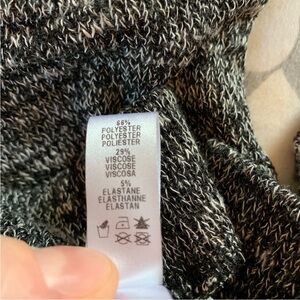 66%
POLYESTER
POLYESTER
POLIESTER
29%
VISCOSE
VISCOSE
VISCOSA
5%
ELASTANE
ELASTHANNE
ELASTAN